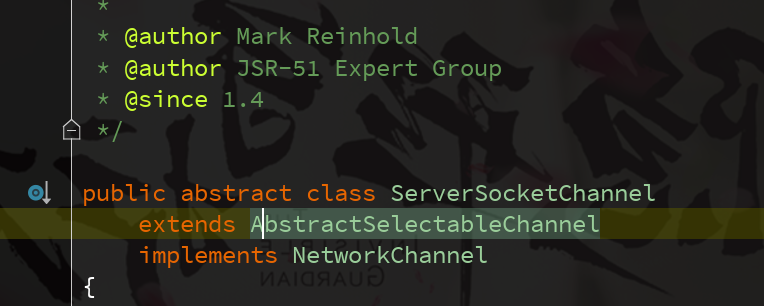 *
* @author Mark Reinhold
* @author JSR-51 Expert Group
* @since 1.4
*/
public abstract class ServerSocketChannel
extends AbstractSelectableChannel
implements NetworkChannel
{
GUARDIAN